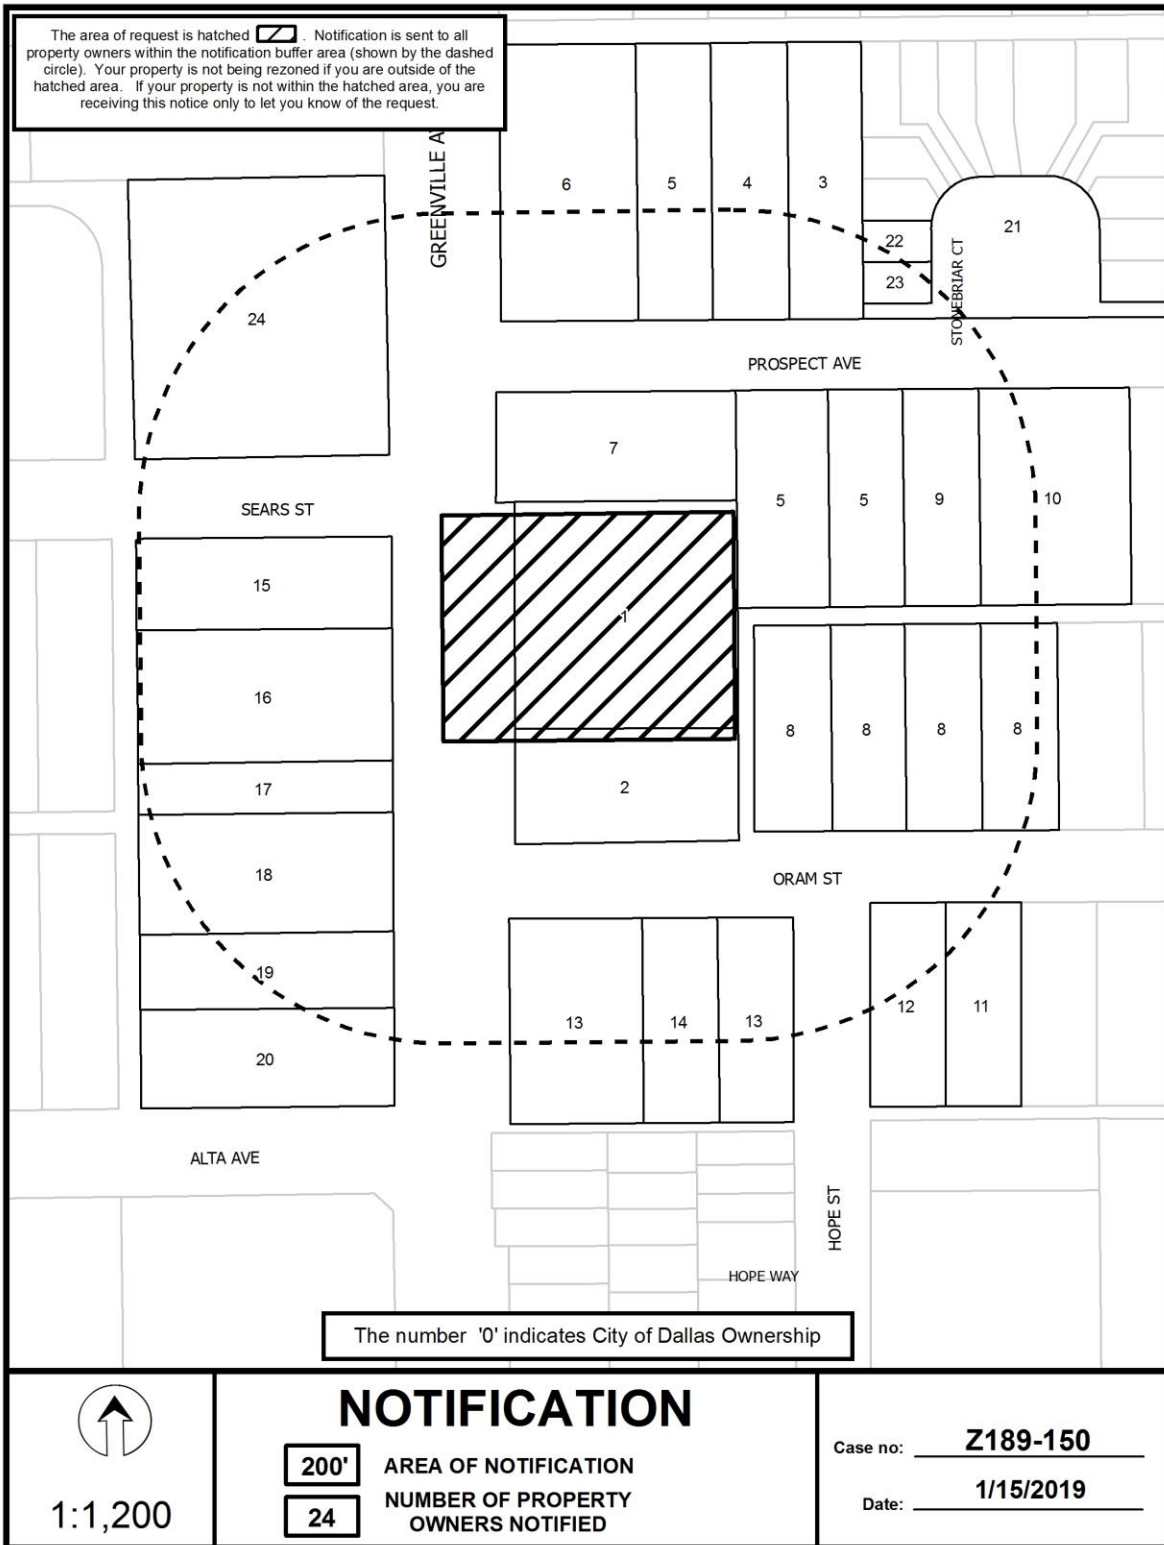 The area of request is hatched . Notification is sent to all
property owners within the notification buffer area (shown by the dashed
circle). Your property is not being rezoned if you are outside of the
hatched area. If your property is not within the hatched area, you are
receiving this notice only to let you know of the request.
GREENVILLE A
6
5
4
3
22
23
21
STONEBRIAR CT
24
PROSPECT AVE
7
5
5
9
10
SEARS ST
15
1
16
8
8
8
8
17
2
18
ORAM ST
19
12
11
13
14
13
20
ALTA AVE
HOPE ST
HOPE WAY
The number '0' indicates City of Dallas Ownership
1:1,200
NOTIFICATION
200' AREA OF NOTIFICATION
24 NUMBER OF PROPERTY
OWNERS NOTIFIED
Case no: Z189-150
Date: 1/15/2019